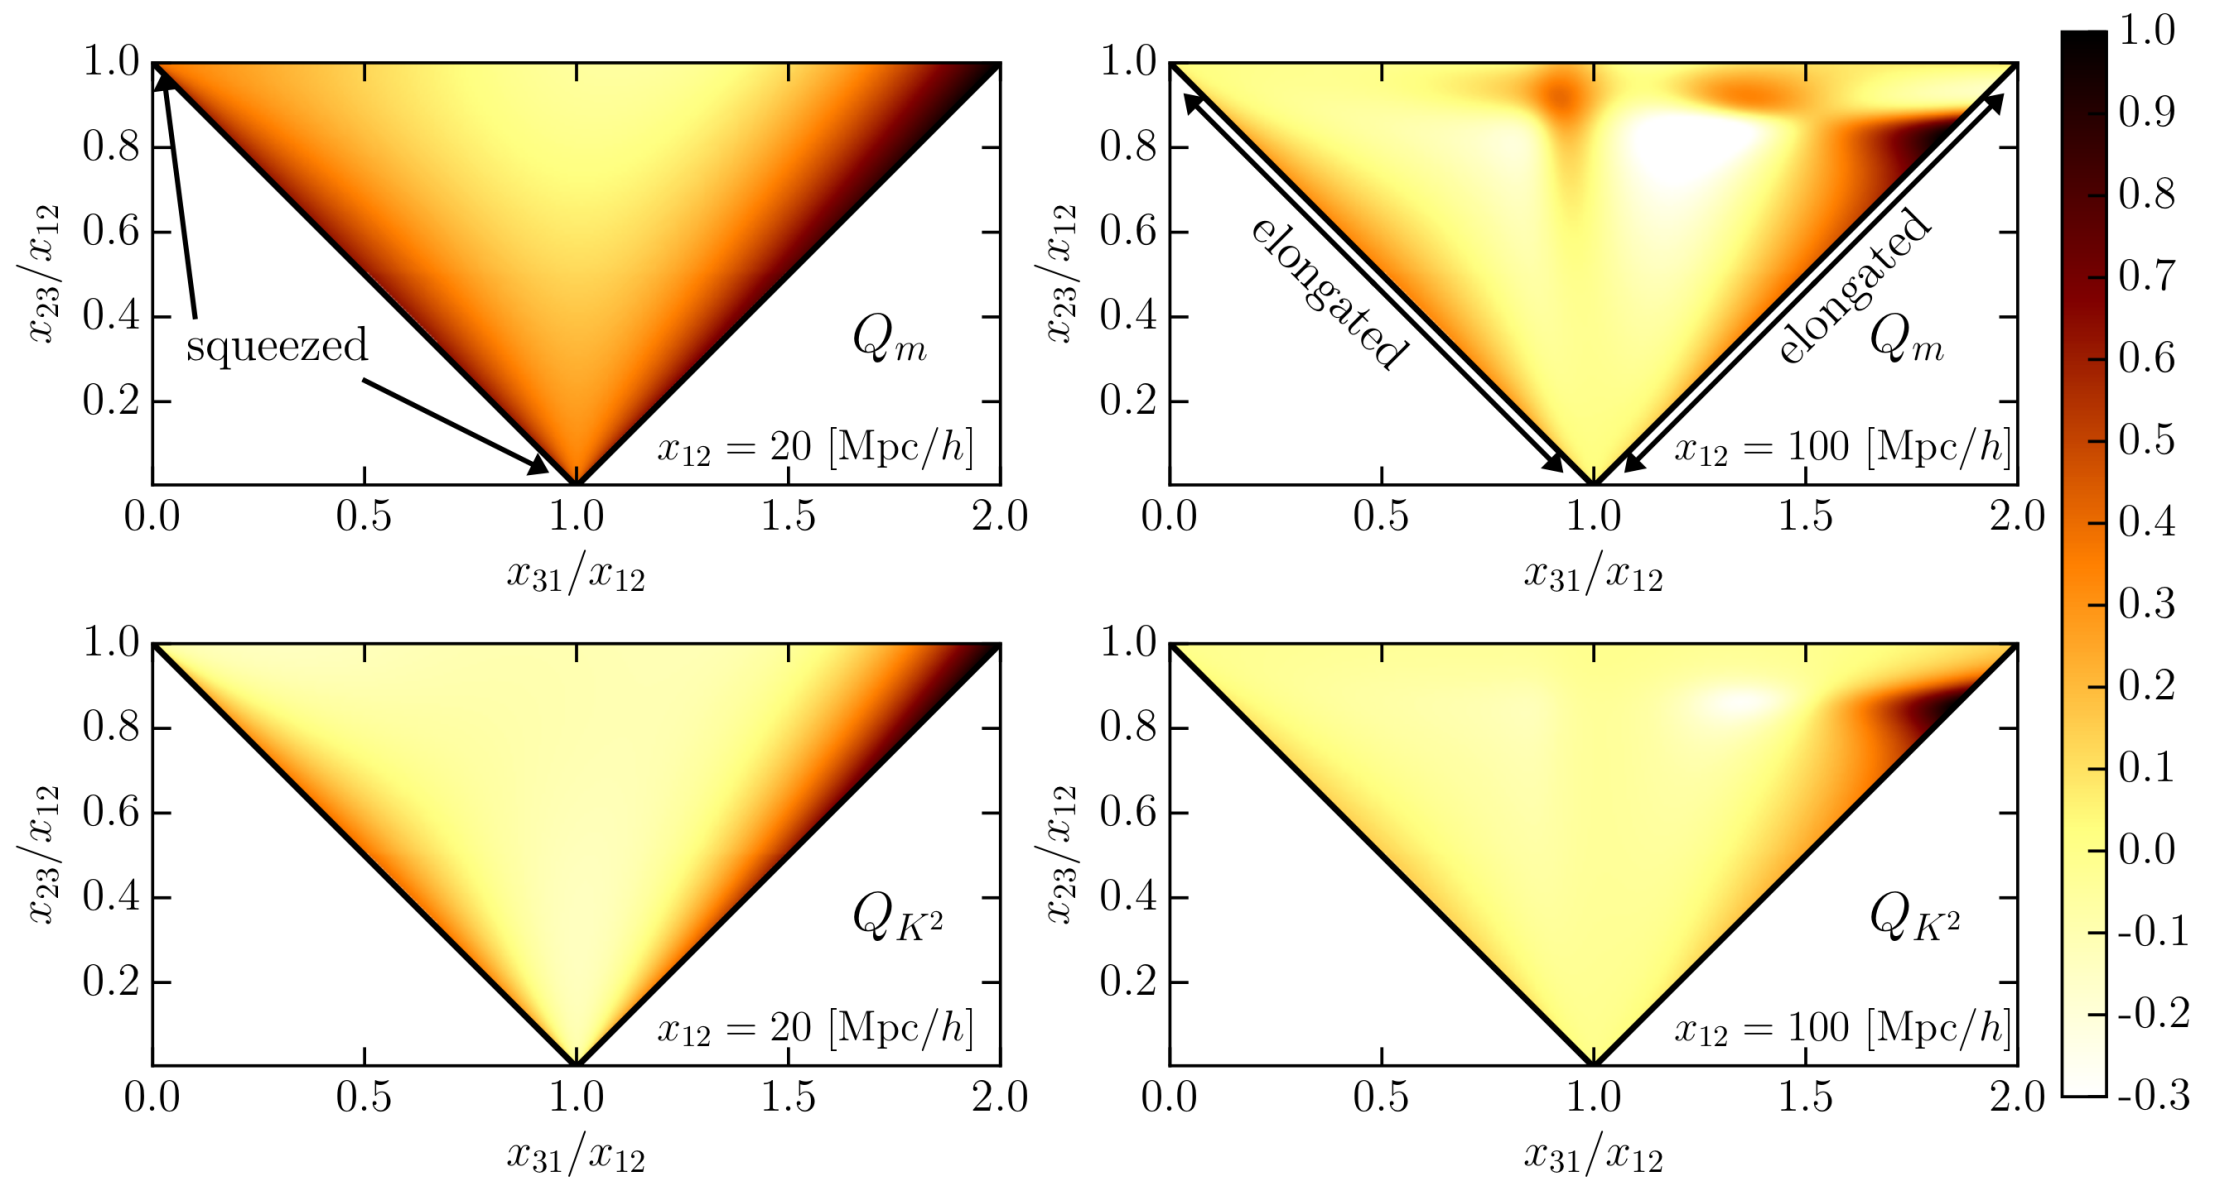 1.0
0.8
0.6
0.4
0.2
x23/x12
squeezed
Qm
x12 = 20 [Mpc/h]
0.0 0.5 1.0 1.5 2.0
x31/x12
1.0
0.8
0.6
0.4
0.2
x23/x12
elongated
elongated
Qm
x12 = 100 [Mpc/h]
0.0 0.5 1.0 1.5 2.0
x31/x12
1.0
0.8
0.6
0.4
0.2
x23/x12
QK2
x12 = 20 [Mpc/h]
0.0 0.5 1.0 1.5 2.0
x31/x12
1.0
0.8
0.6
0.4
0.2
x23/x12
QK2
x12 = 100 [Mpc/h]
0.0 0.5 1.0 1.5 2.0
x31/x12
1.0
0.9
0.8
0.7
0.6
0.5
0.4
0.3
0.2
0.1
0.0
-0.1
-0.2
-0.3